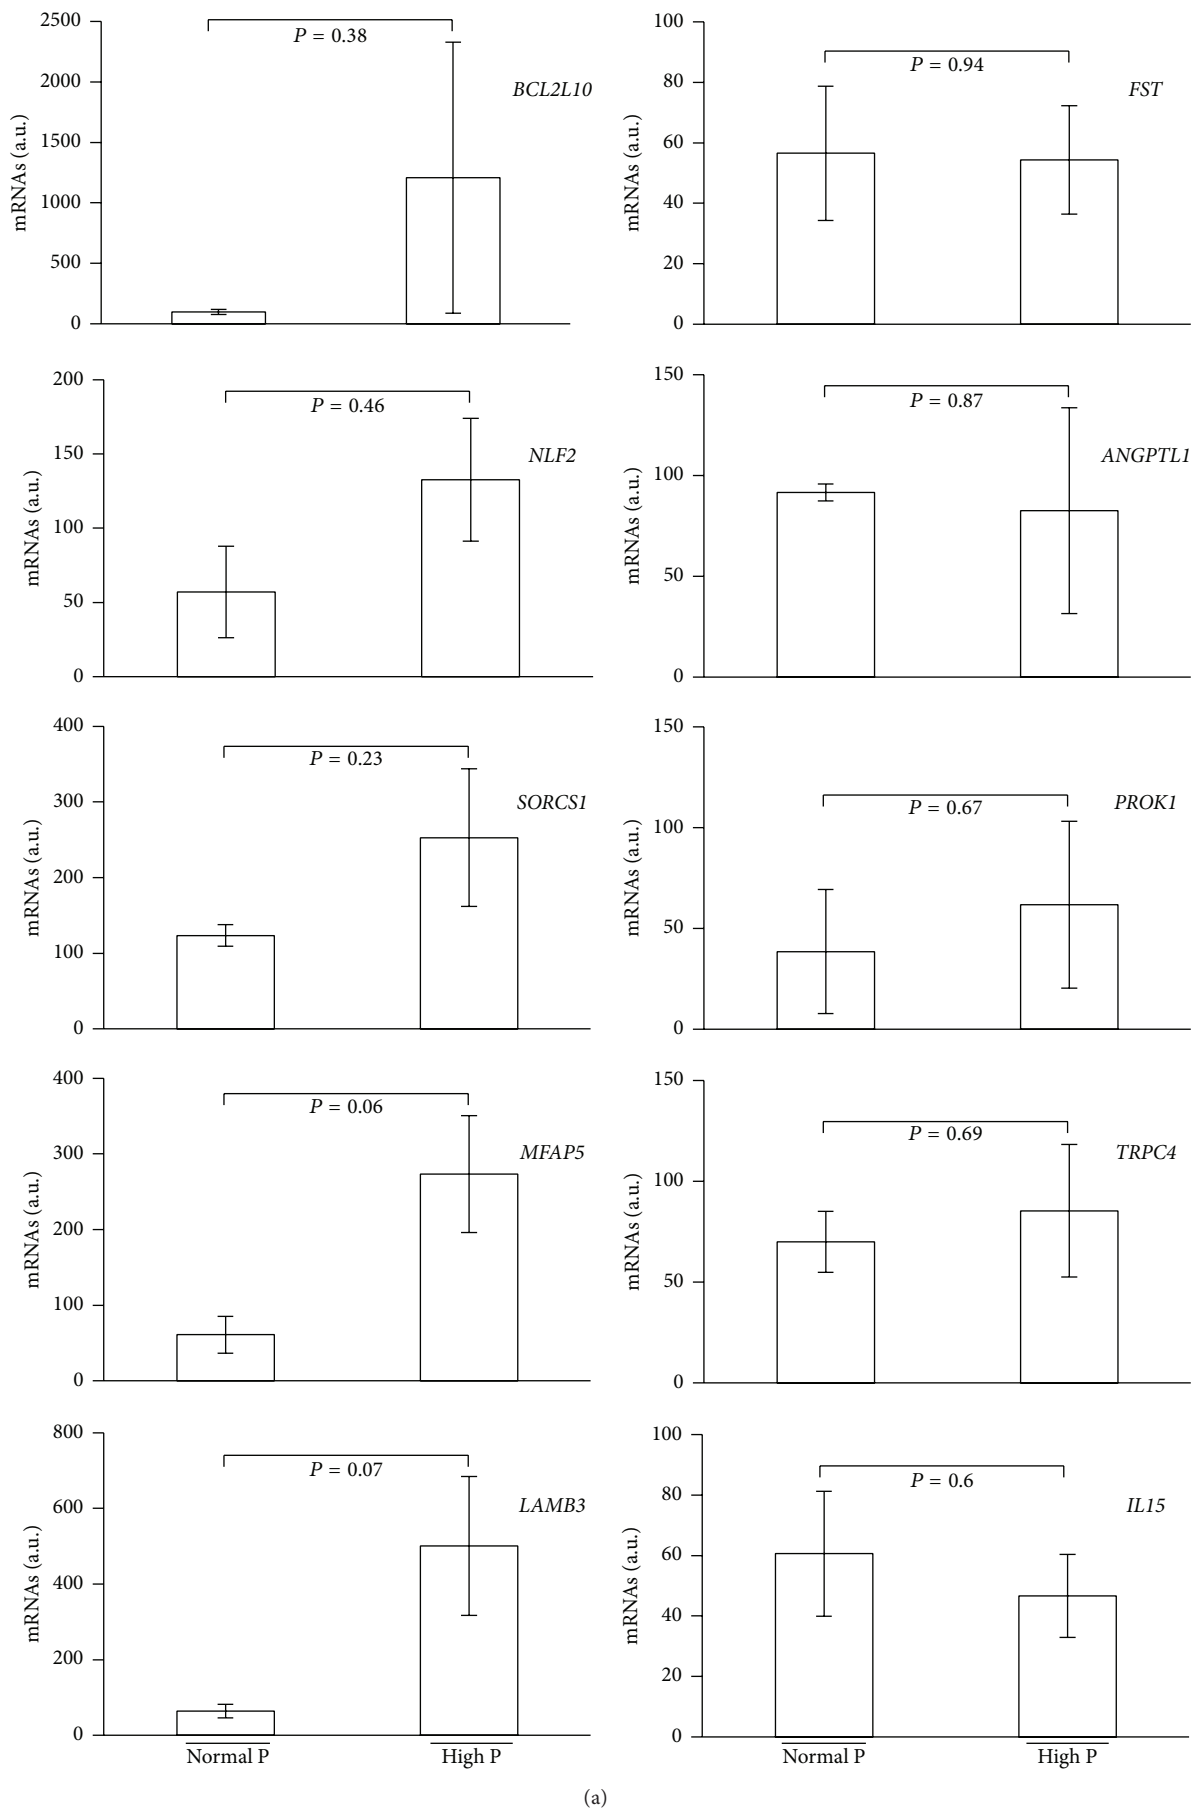 2500
2000
1500
1000
500
0
mRNAs (a.u.)
P = 0.38
BCL2L10
100
80
60
40
20
0
mRNAs (a.u.)
P = 0.94
FST
200
150
100
50
0
mRNAs (a.u.)
P = 0.46
NLF2
150
100
50
0
mRNAs (a.u.)
P = 0.87
ANGPTL1
400
300
200
100
0
mRNAs (a.u.)
P = 0.23
SORCS1
150
100
50
0
mRNAs (a.u.)
P = 0.67
PROK1
400
300
200
100
0
mRNAs (a.u.)
P = 0.06
MFAP5
150
100
50
0
mRNAs (a.u.)
P = 0.69
TRPC4
800
600
400
200
0
mRNAs (a.u.)
P = 0.07
LAMB3
Normal P
High P
100
80
60
40
20
0
mRNAs (a.u.)
P = 0.6
IL15
Normal P
High P
(a)